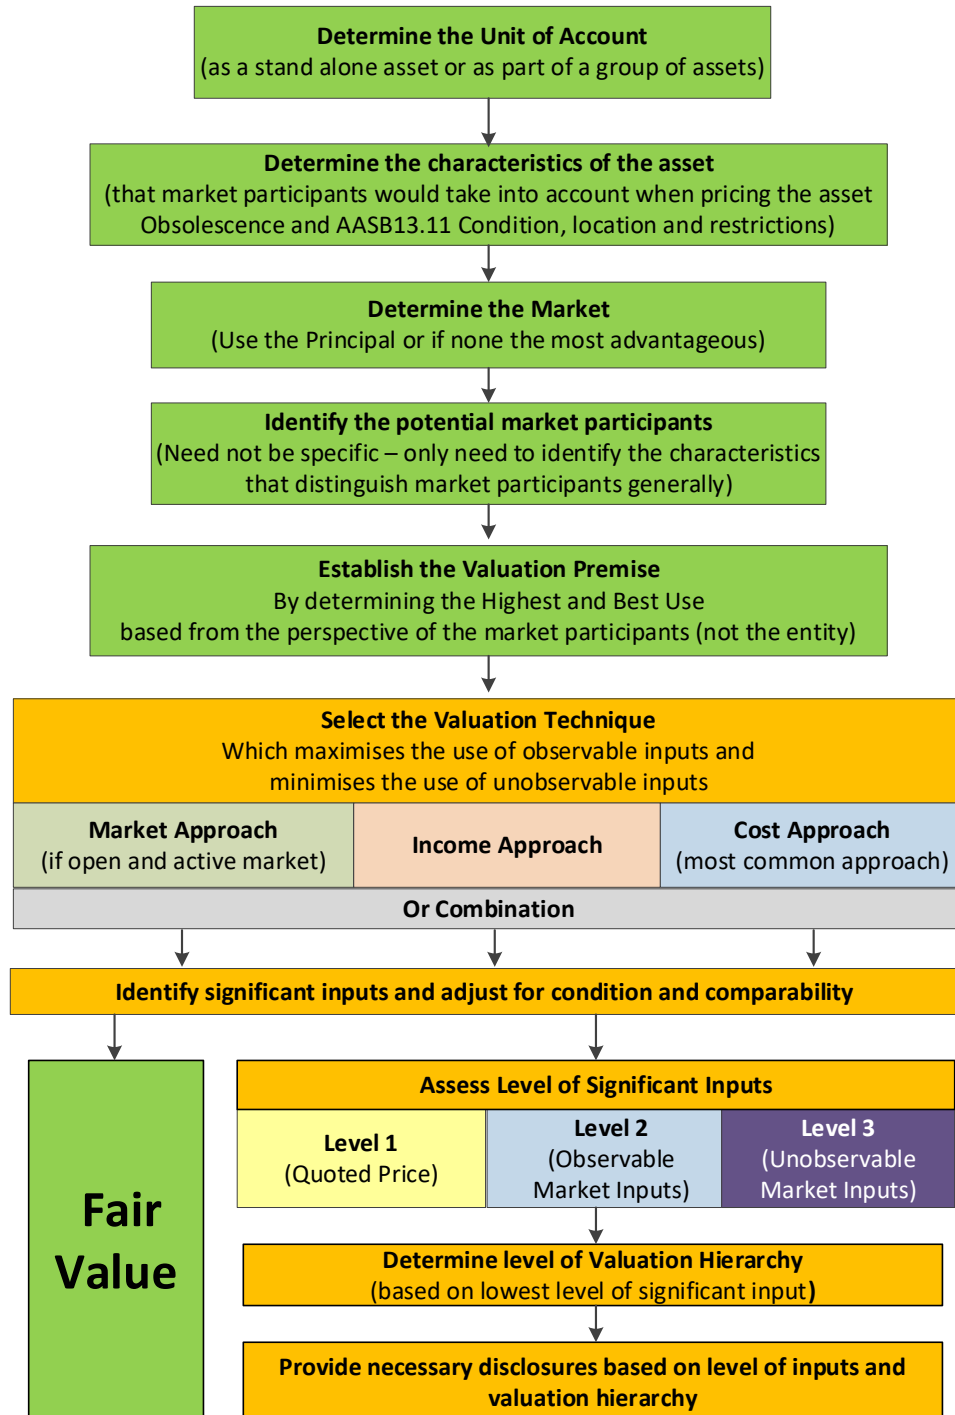 Determine the Unit of Account
(as a stand alone asset or as part of a group of assets)
Determine the characteristics of the asset
(that market participants would take into account when pricing the asset
Obsolescence and AASB13.11 Condition, location and restrictions)
Determine the Market
(Use the Principal or if none the most advantageous)
Identify the potential market participants
(Need not be specific – only need to identify the characteristics
that distinguish market participants generally)
Establish the Valuation Premise
By determining the Highest and Best Use
based from the perspective of the market participants (not the entity)
Select the Valuation Technique
Which maximises the use of observable inputs and
minimises the use of unobservable inputs
Market Approach
(if open and active market)
Income Approach
Cost Approach
(most common approach)
Or Combination
Identify significant inputs and adjust for condition and comparability
Fair
Value
Assess Level of Significant Inputs
Level 1
(Quoted Price)
Level 2
(Observable
Market Inputs)
Level 3
(Unobservable
Market Inputs)
Determine level of Valuation Hierarchy
(based on lowest level of significant input)
Provide necessary disclosures based on level of inputs and
valuation hierarchy